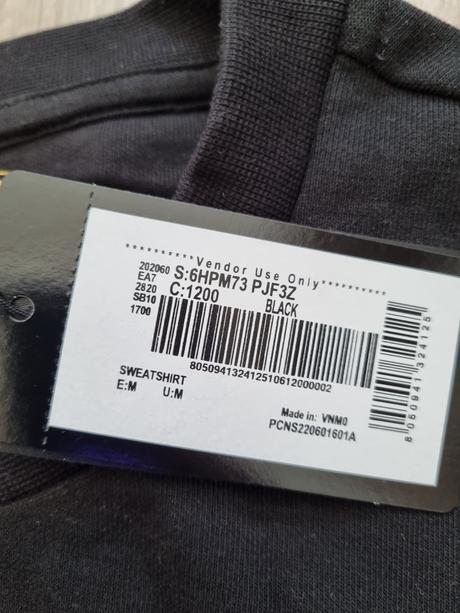 **********Vendor Use Only**********
202060 S:6HPM73 PJF3Z
EA7
2820 C:1200 BLACK
SB10
1700
805094132412510612000002
8 050941 324125
SWEATSHIRT
E:M U:M
Made in: VNM0
PCNS220601601A